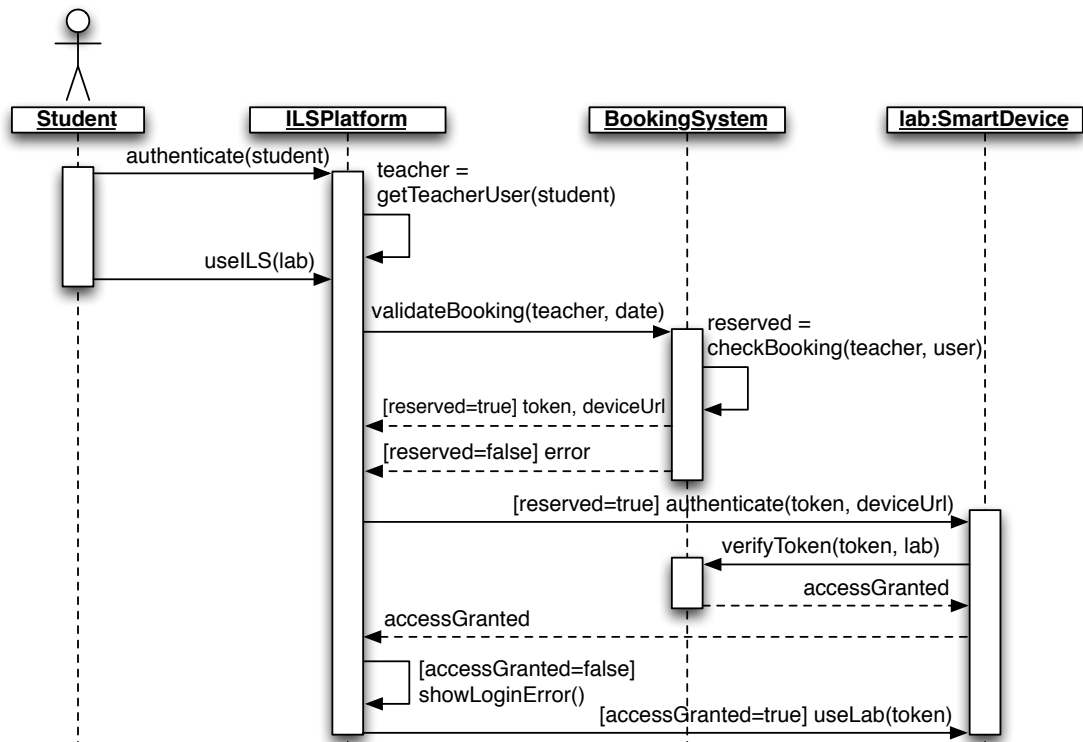 Student
ILSPlatform
BookingSystem
lab:SmartDevice
authenticate(student)
teacher =
getTeacherUser(student)
useILS(lab)
validateBooking(teacher, date)
reserved =
checkBooking(teacher, user)
[reserved=true] token, deviceUrl
[reserved=false] error
[reserved=true] authenticate(token, deviceUrl)
verifyToken(token, lab)
accessGranted
accessGranted
[accessGranted=false]
showLoginError()
[accessGranted=true] useLab(token)